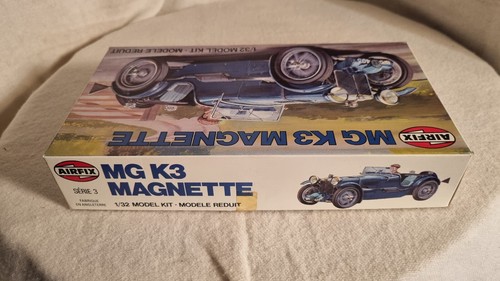 1/32 MODEL KIT · MODELE REDUIT
MG K3 MAGNETTE
AIRFIX
AIRFIX
MG K3
MAGNETTE
SÉRIE 3
FABRIQUE
EN ANGLETERRE
1/32 MODEL KIT · MODELE REDUIT